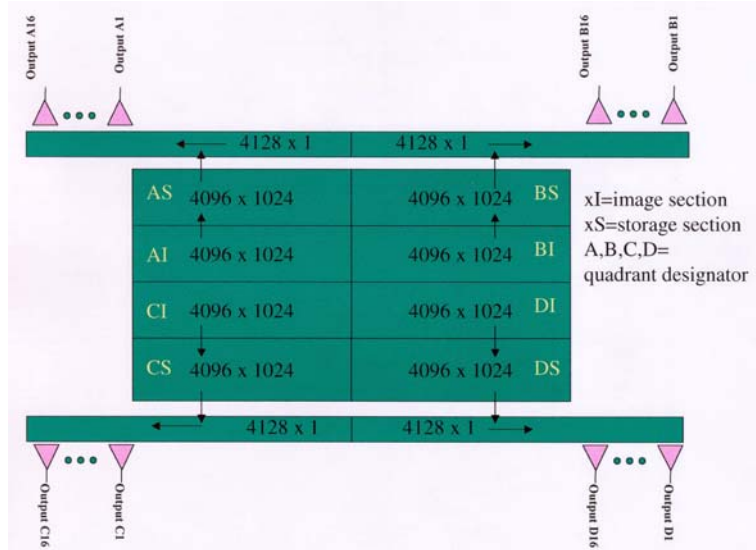 Output A16
Output A1
Output B16
Output B1
4128 x 1
4128 x 1
AS
4096 x 1024
4096 x 1024
BS
AI
4096 x 1024
4096 x 1024
BI
CI
4096 x 1024
4096 x 1024
DI
CS
4096 x 1024
4096 x 1024
DS
xI=image section
xS=storage section
A,B,C,D=
quadrant designator
4128 x 1
4128 x 1
Output C16
Output C1
Output D16
Output D1